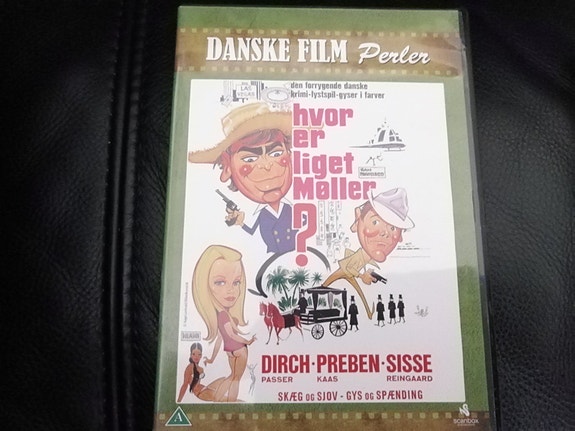 DANSKE FILM Perler
den forrygende danske
krimi-lystspil-gyser i farver
hvor
er
liget
Møller
?
DIRCH · PREBEN · SISSE
PASSER KAAS REINGAARD
SKÆG OG SJOV - GYS OG SPÆNDING
A
scanbox